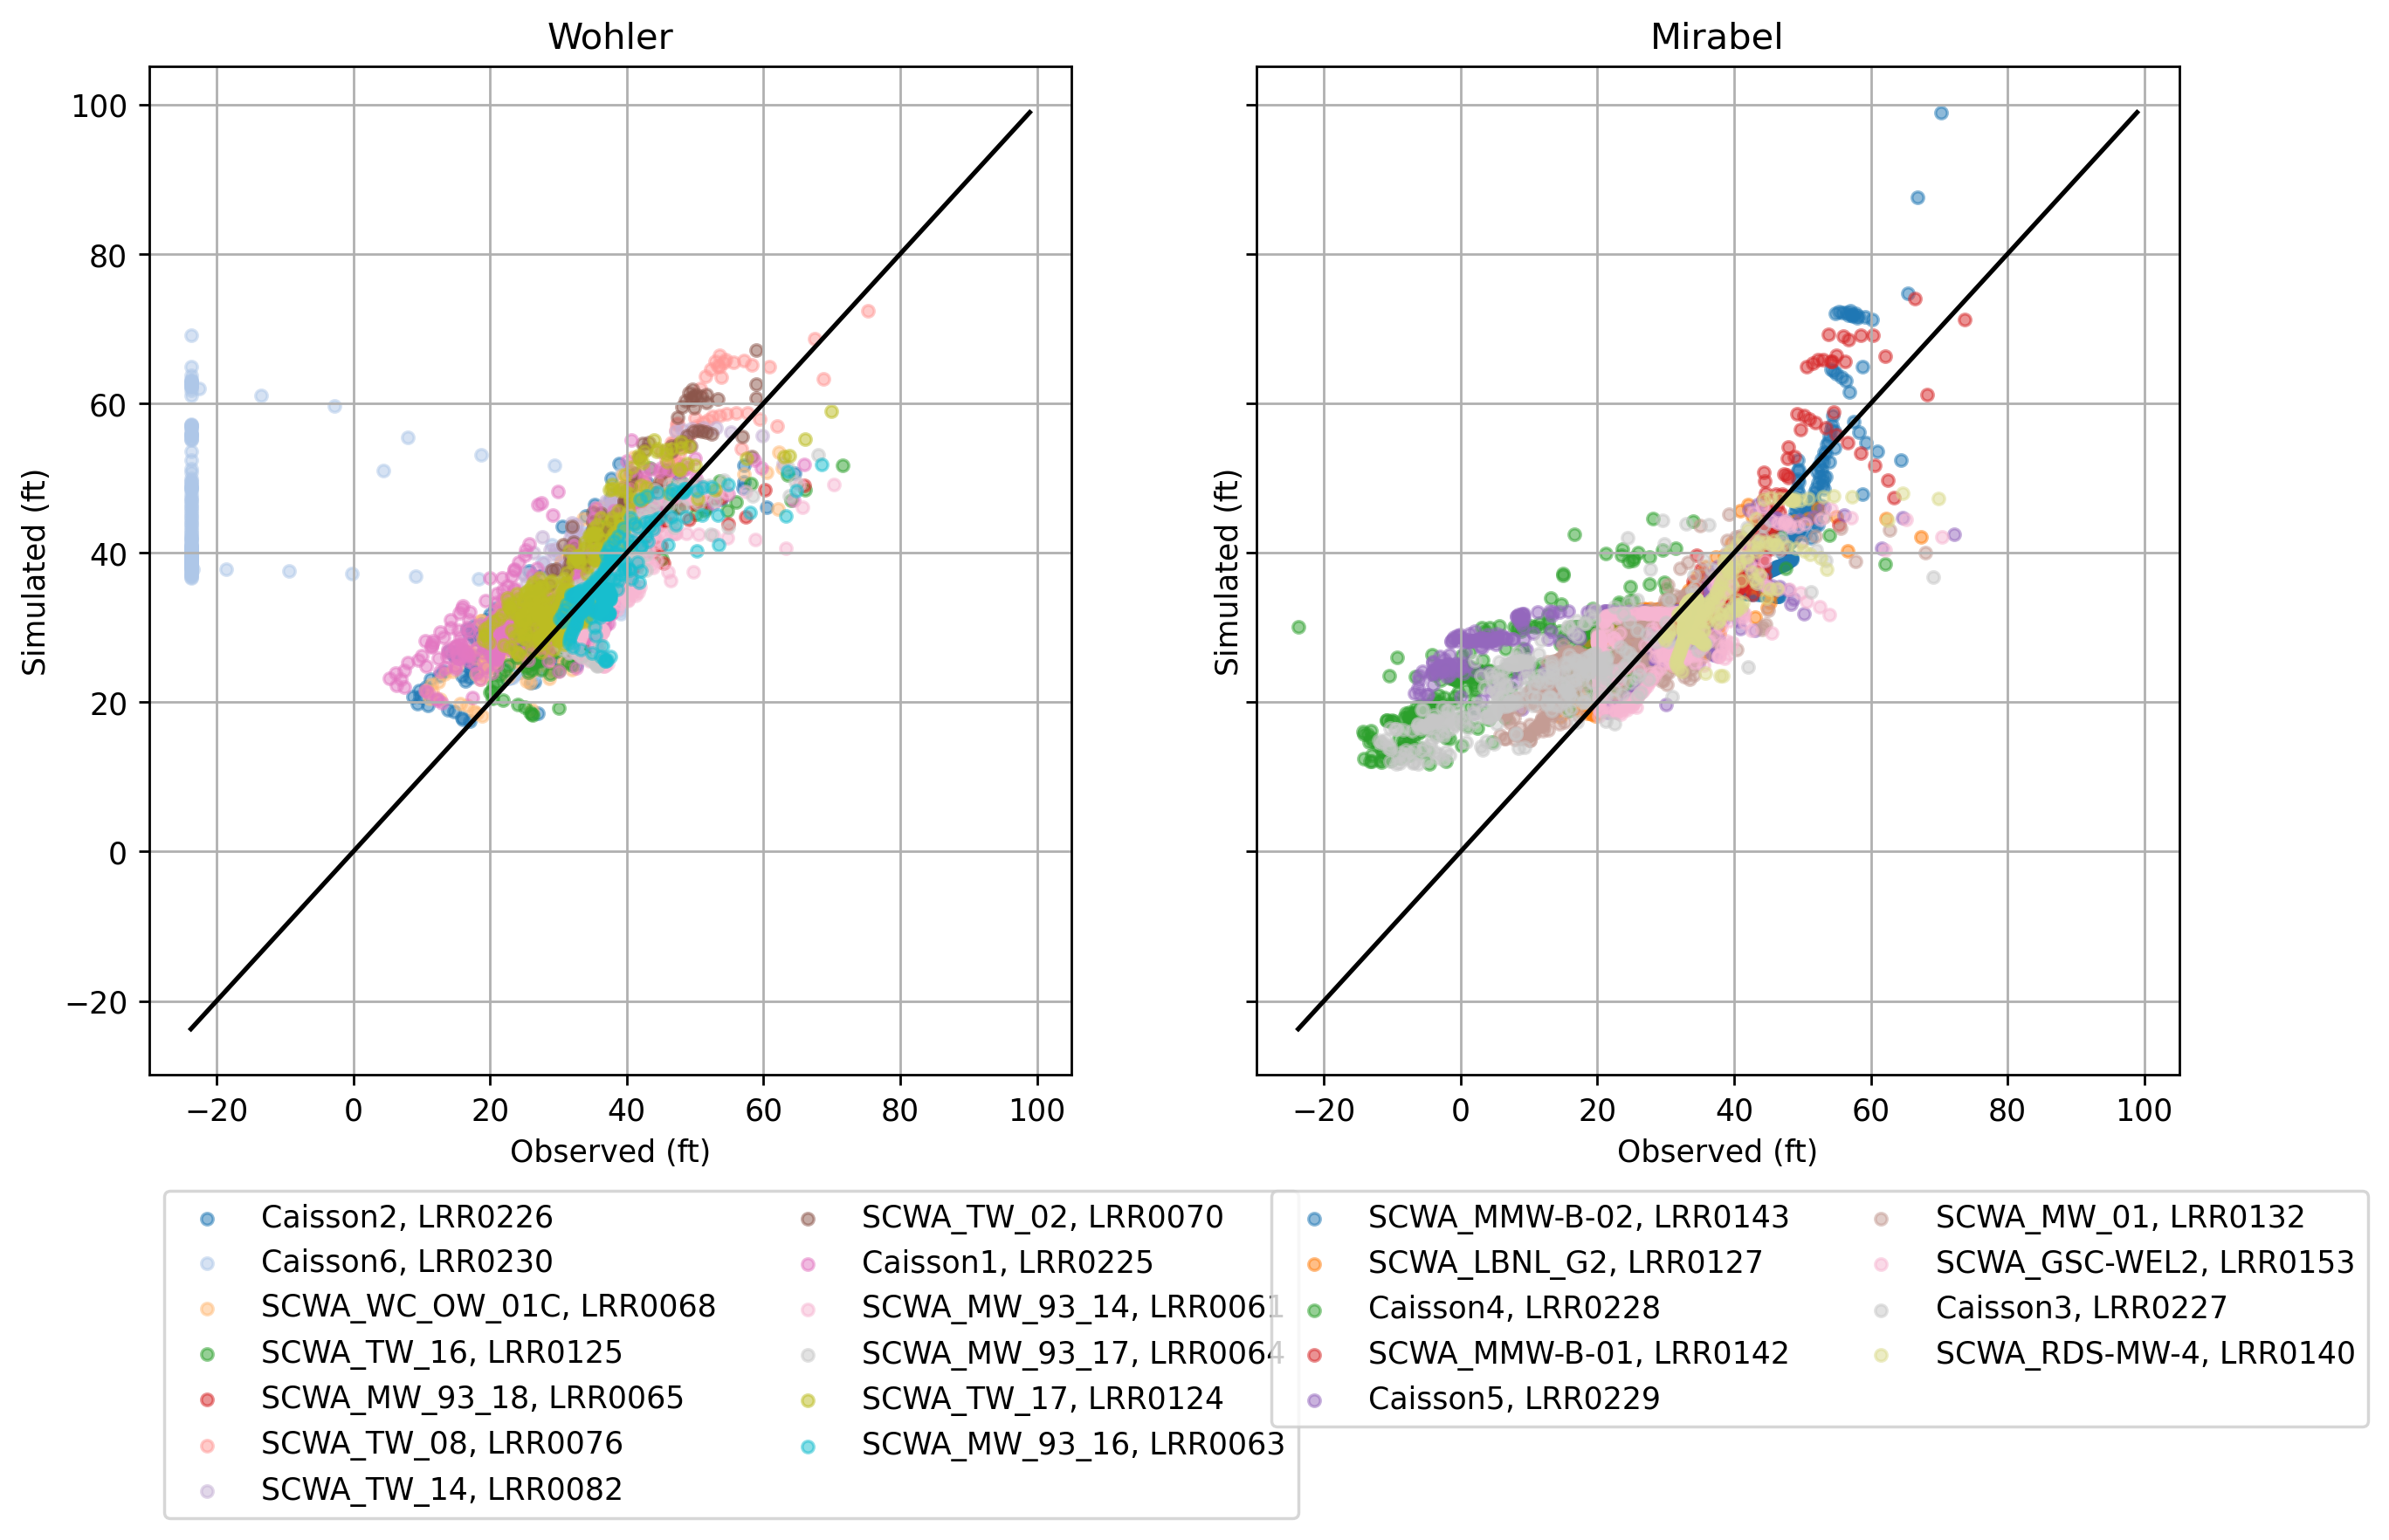 Wohler
Mirabel
100
80
60
40
20
0
−20
Simulated (ft)
Simulated (ft)
−20 0 20 40 60 80 100
−20 0 20 40 60 80 100
Observed (ft)
Observed (ft)
Caisson2, LRR0226
Caisson6, LRR0230
SCWA_WC_OW_01C, LRR0068
SCWA_TW_16, LRR0125
SCWA_MW_93_18, LRR0065
SCWA_TW_08, LRR0076
SCWA_TW_14, LRR0082
SCWA_TW_02, LRR0070
Caisson1, LRR0225
SCWA_MW_93_14, LRR0061
SCWA_MW_93_17, LRR0064
SCWA_TW_17, LRR0124
SCWA_MW_93_16, LRR0063
SCWA_MMW-B-02, LRR0143
SCWA_LBNL_G2, LRR0127
Caisson4, LRR0228
SCWA_MMW-B-01, LRR0142
Caisson5, LRR0229
SCWA_MW_01, LRR0132
SCWA_GSC-WEL2, LRR0153
Caisson3, LRR0227
SCWA_RDS-MW-4, LRR0140